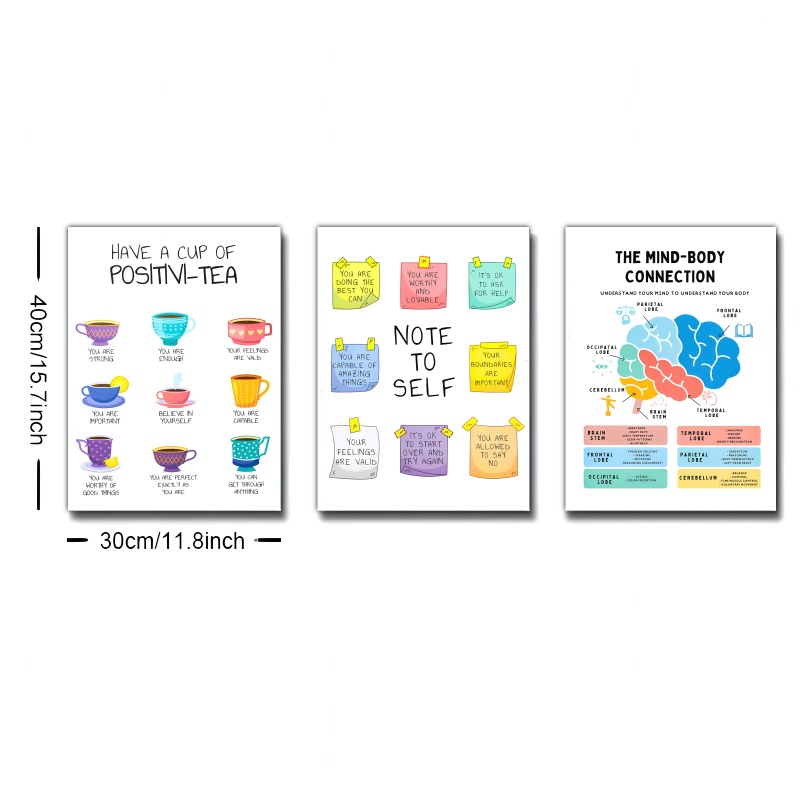 40cm/15.7inch
30cm/11.8inch
HAVE A CUP OF
POSITIVI-TEA
YOU ARE
STRONG.
YOU ARE
ENOUGH
YOUR FEELINGS
ARE VALID
YOU ARE
IMPORTANT
BELIEVE IN
YOURSELF
YOU ARE
CAPABLE
YOU ARE
WORTHY OF
GOOD THINGS
YOU ARE PERFECT
EXACTLY AS
YOU ARE
YOU CAN
GET THROUGH
ANYTHING
YOU ARE
DOING THE
BEST YOU
CAN.
YOU ARE
WORTHY
AND
LOVABLE
IT'S OK
TO ASK
FOR HELP
YOU ARE
CAPABLE OF
AMAZING
THINGS
NOTE
TO
SELF
YOUR
BOUNDARIES
ARE
IMPORTANT
YOUR
FEELINGS
ARE VALID
IT'S OK TO
START
OVER AND
TRY AGAIN
YOU ARE
ALLOWED
TO SAY
NO
THE MIND-BODY
CONNECTION
UNDERSTAND YOUR MIND TO UNDERSTAND YOUR BODY
PARIETAL
LOBE
FRONTAL
LOBE
OCCIPITAL
LOBE
CEREBELLUM
BRAIN
STEM
TEMPORAL
LOBE
BRAIN
STEM
TEMPORAL
LOBE
FRONTAL
LOBE
PARIETAL
LOBE
OCCIPITAL
LOBE
CEREBELLUM